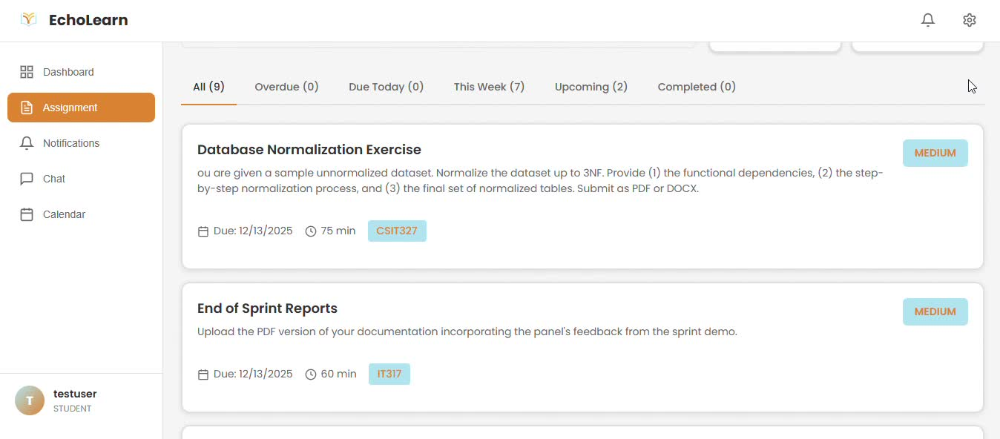 EchoLearn
Dashboard
Assignment
Notifications
Chat
Calendar
T
testuser
STUDENT
All (9)
Overdue (0)
Due Today (0)
This Week (7)
Upcoming (2)
Completed (0)
Database Normalization Exercise
MEDIUM
ou are given a sample unnormalized dataset. Normalize the dataset up to 3NF. Provide (1) the functional dependencies, (2) the step-
by-step normalization process, and (3) the final set of normalized tables. Submit as PDF or DOCX.
Due: 12/13/2025
75 min
CSIT327
End of Sprint Reports
MEDIUM
Upload the PDF version of your documentation incorporating the panel's feedback from the sprint demo.
Due: 12/13/2025
60 min
IT317